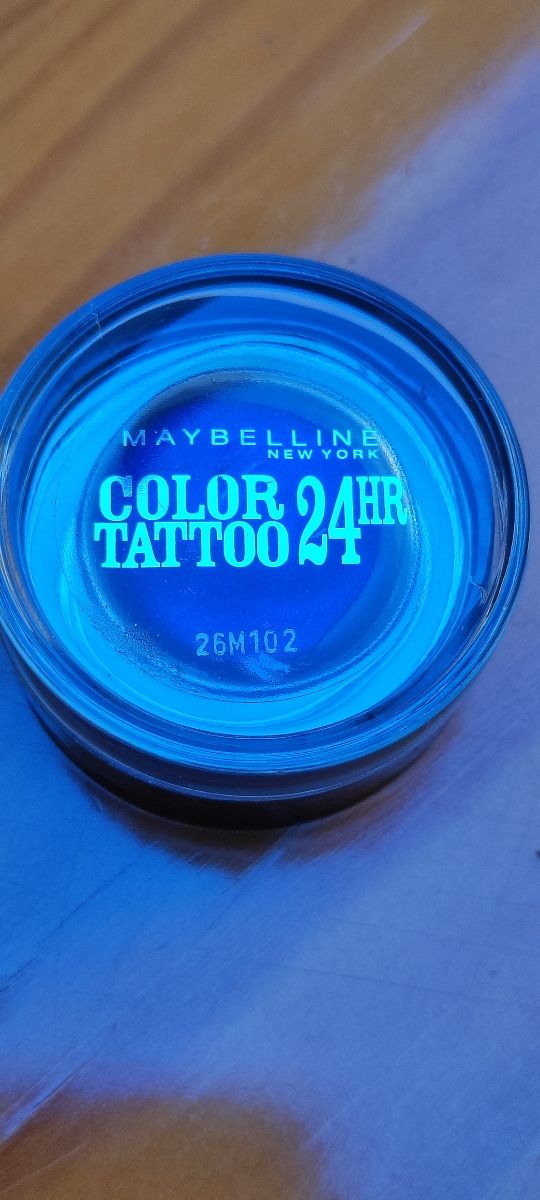 MAYBELLINE
NEW YORK
COLOR
TATTOO 24HR
26M102